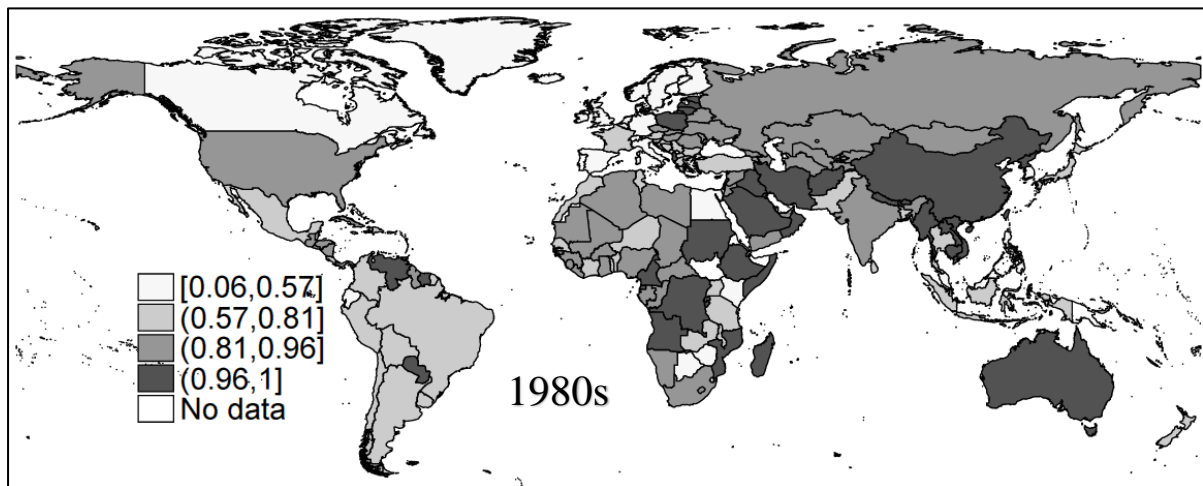 [0.06,0.57]
(0.57,0.81]
(0.81,0.96]
(0.96,1]
No data
1980s